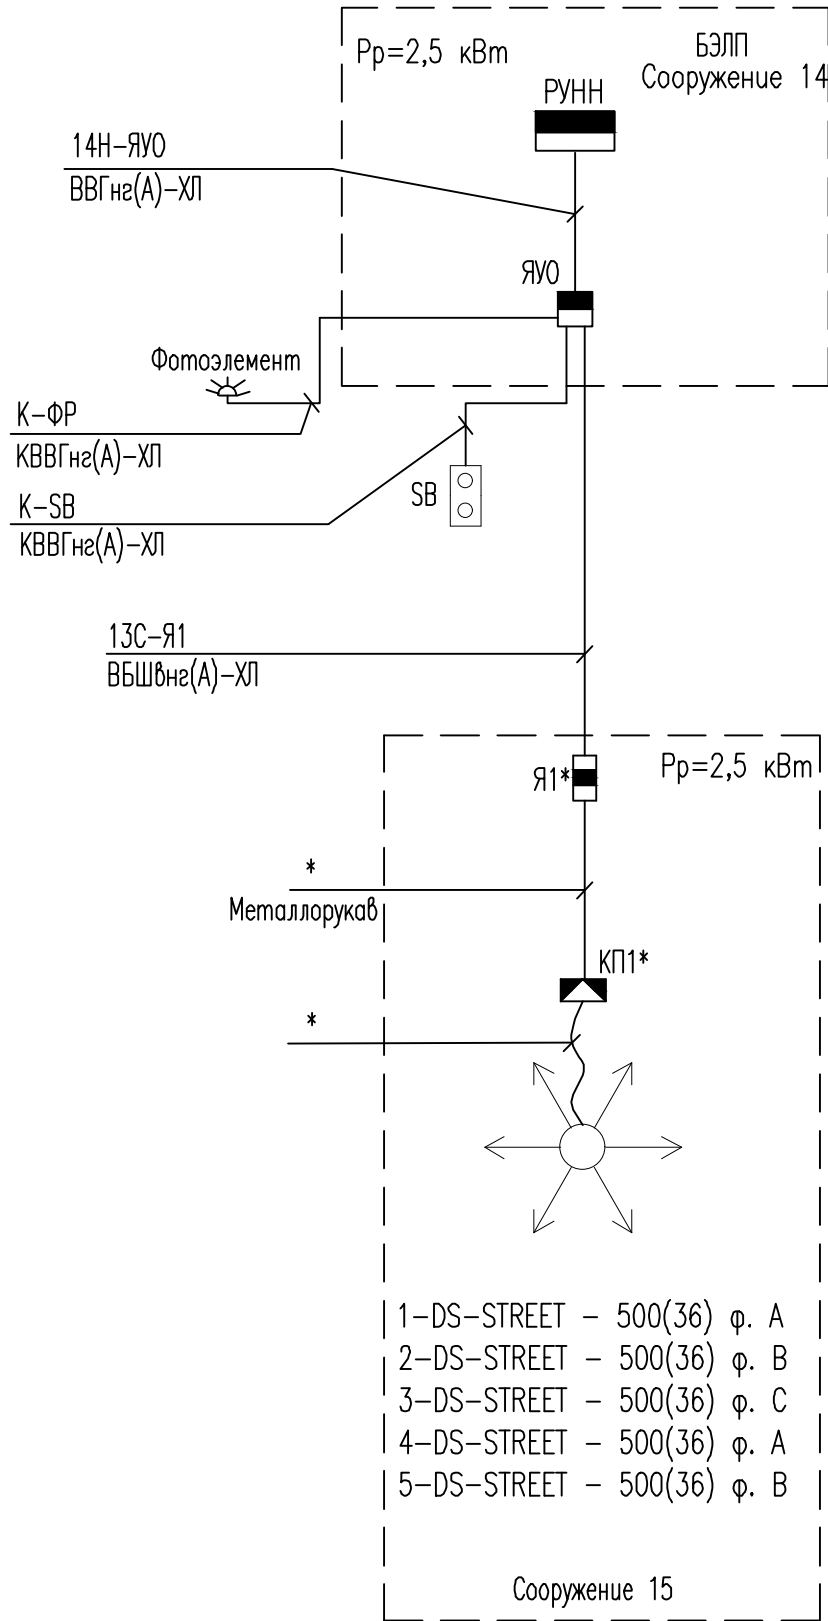 Рр=2,5 кВт
БЭЛП
Сооружение 14
РУНН
14Н-ЯУО
ВВГнг(А)-ХЛ
ЯУО
Фотоэлемент
К-ФР
КВВГнг(А)-ХЛ
SB
К-SB
КВВГнг(А)-ХЛ
13С-Я1
ВБШвнг(А)-ХЛ
Я1*
Рр=2,5 кВт
*
Металлорукав
КП1*
*
1-DS-STREET - 500(36) ф. А
2-DS-STREET - 500(36) ф. В
3-DS-STREET - 500(36) ф. С
4-DS-STREET - 500(36) ф. А
5-DS-STREET - 500(36) ф. В
Сооружение 15